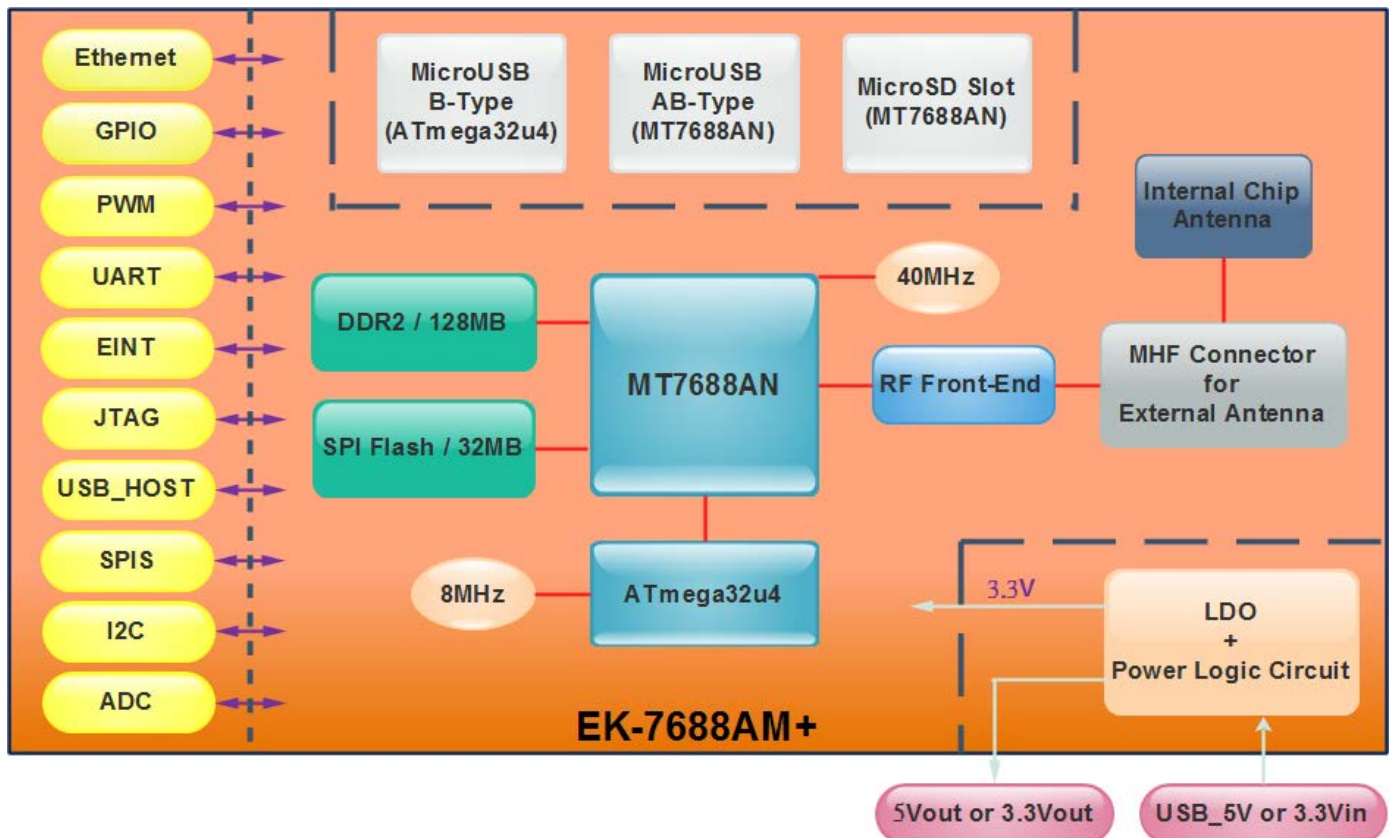 Ethernet
GPIO
PWM
UART
EINT
JTAG
USB_HOST
SPIS
I2C
ADC
MicroUSB
B-Type
(ATmega32u4)
MicroUSB
AB-Type
(MT7688AN)
MicroSD Slot
(MT7688AN)
Internal Chip
Antenna
40MHz
DDR2 / 128MB
MT7688AN
RF Front-End
MHF Connector
for
External Antenna
SPI Flash / 32MB
8MHz
ATmega32u4
3.3V
LDO
+
Power Logic Circuit
EK-7688AM+
5Vout or 3.3Vout
USB_5V or 3.3Vin